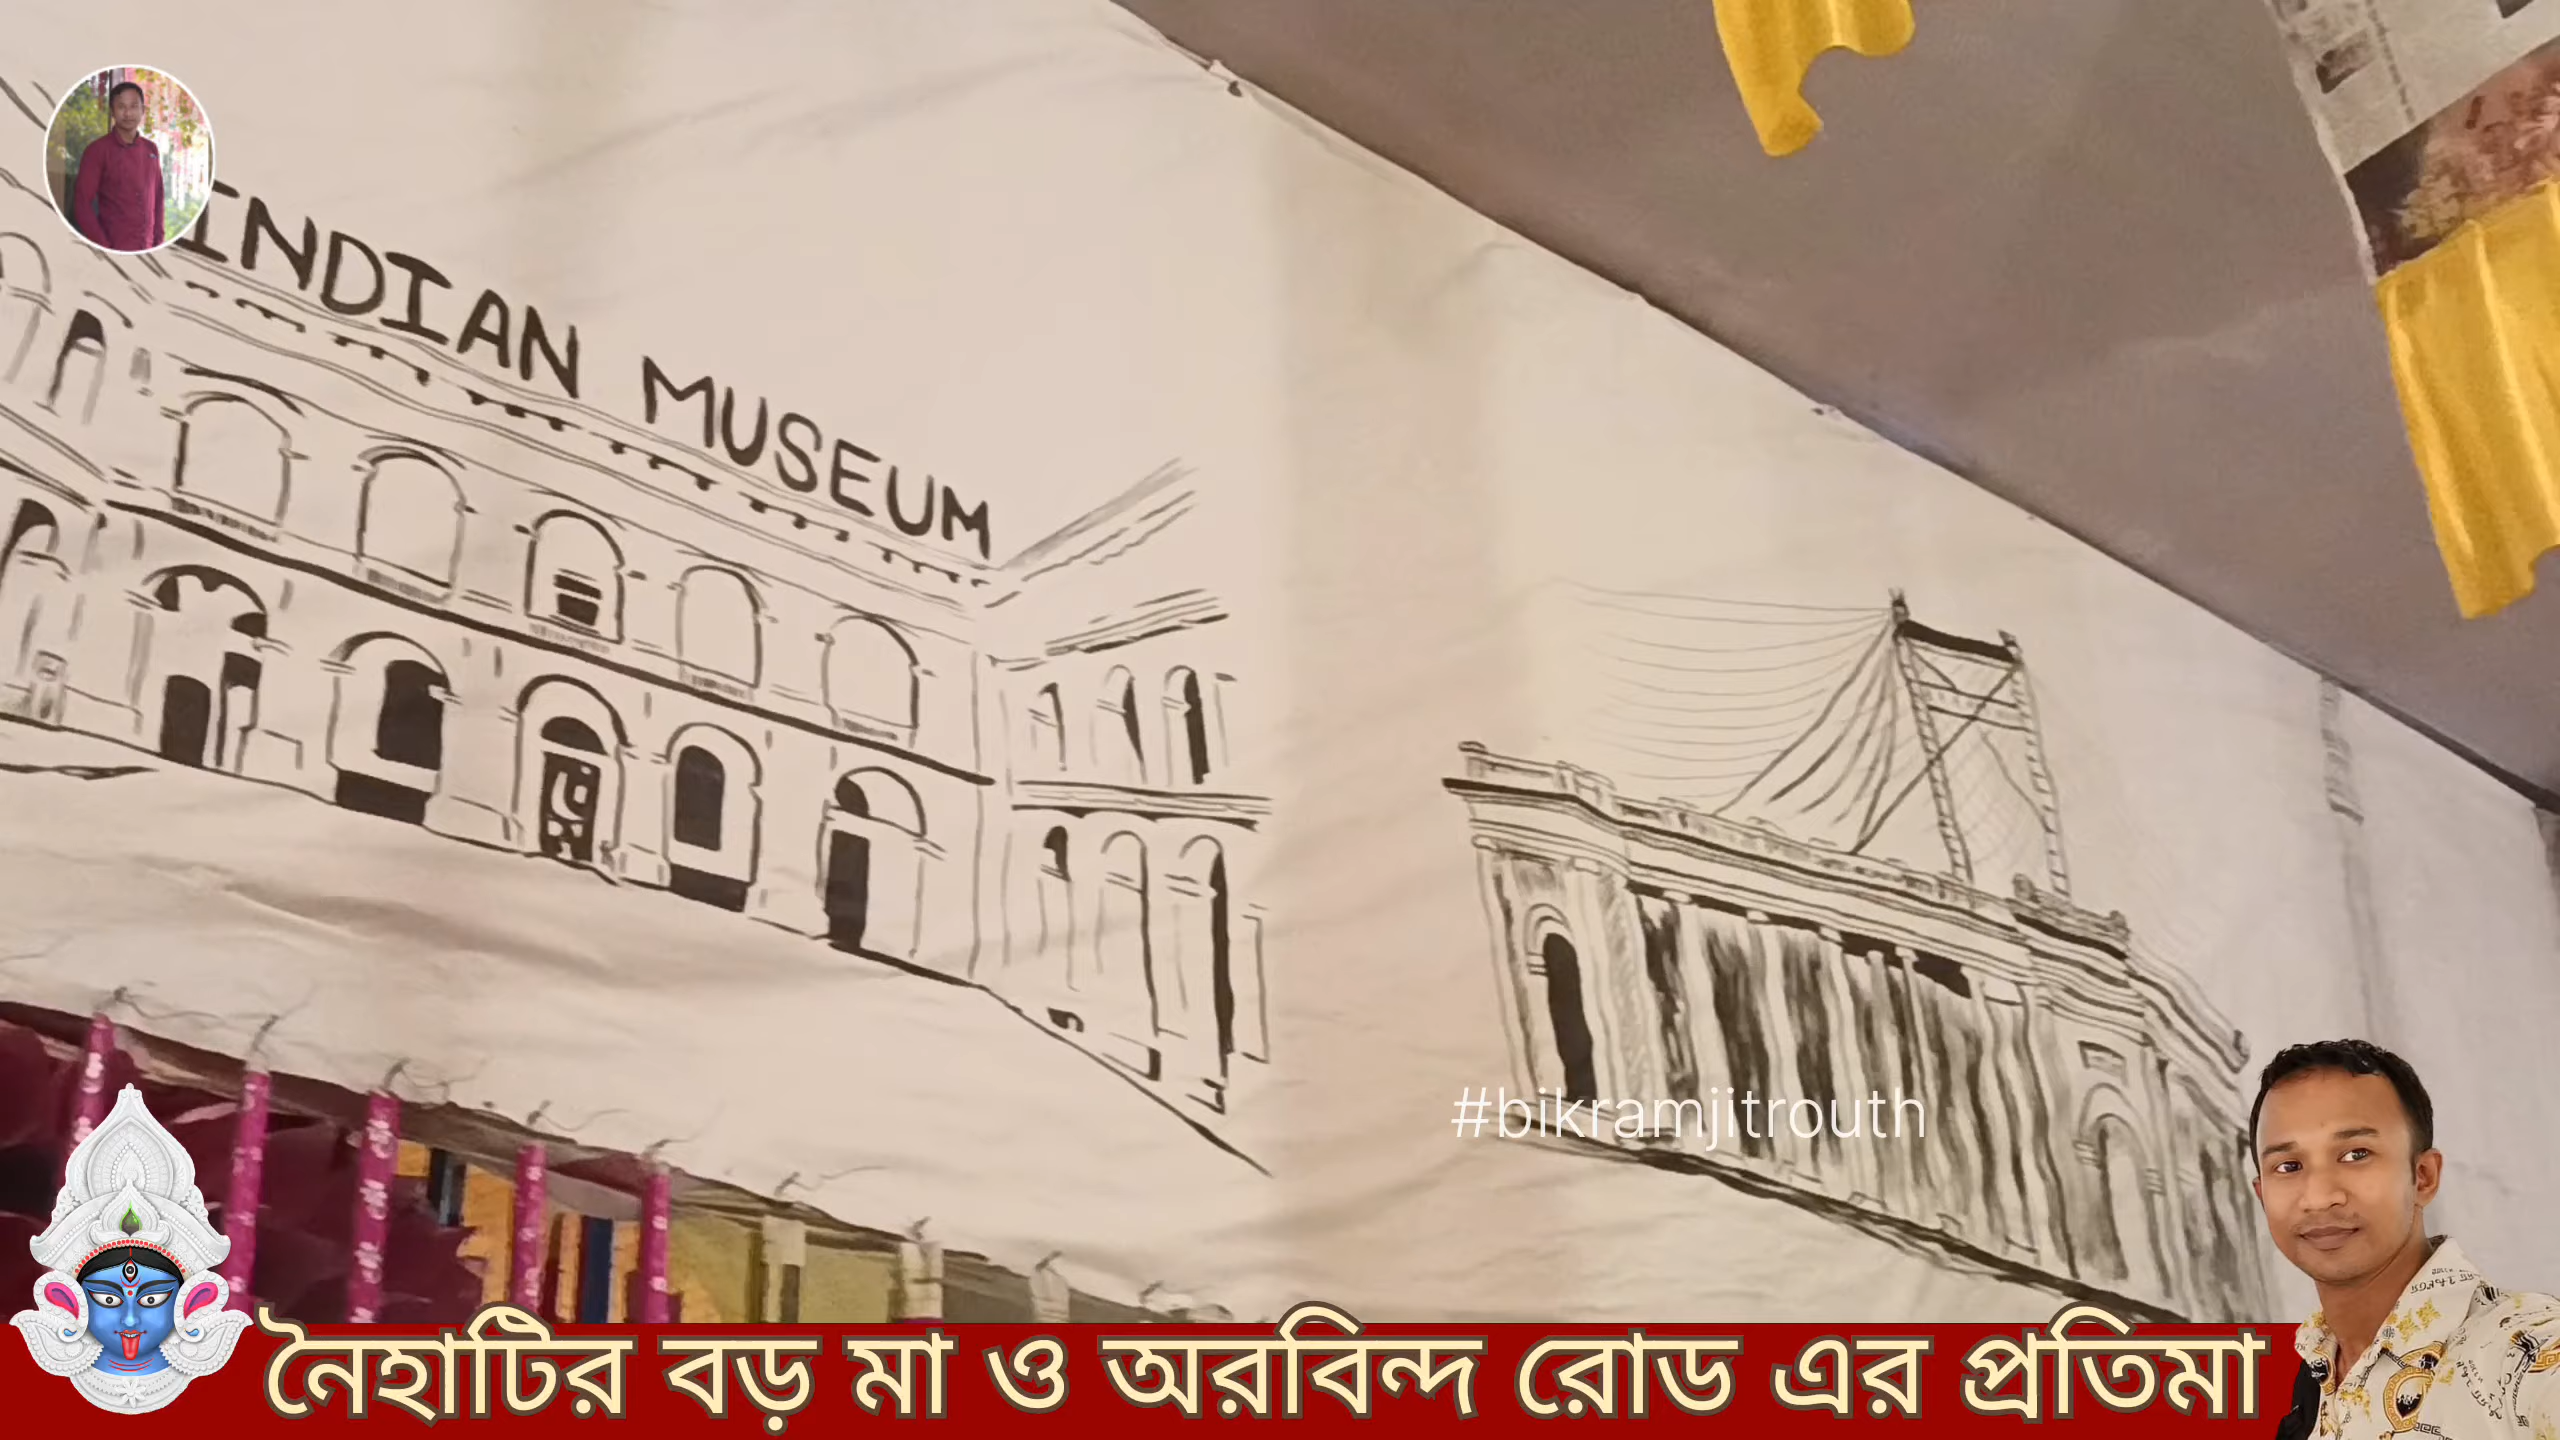 INDIAN MUSEUM
#bikramjitrouth
নৈহাটির বড় মা ও অরবিন্দ রোড এর প্রতিমা